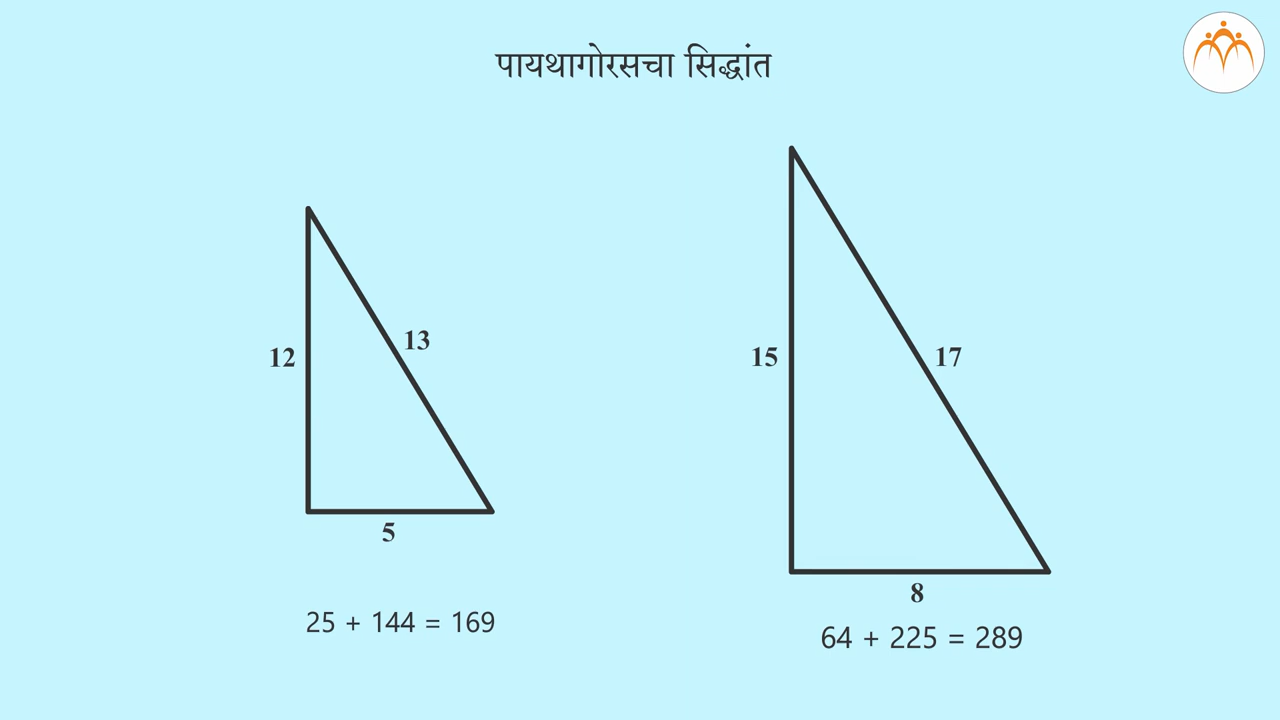 पायथागोरसचा सिद्धांत
12
13
5
25 + 144 = 169
15
17
8
64 + 225 = 289